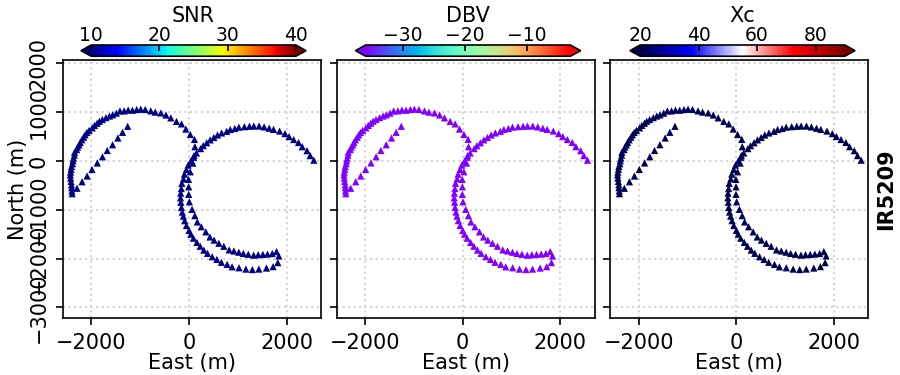 SNR DBV Xc
10 20 30 40 −30 −20 −10 20 40 60 80
2000
1000
0
−1000
−2000
−3000
North (m)
IR5209
−2000 0 2000 −2000 0 2000 −2000 0 2000
East (m) East (m) East (m)